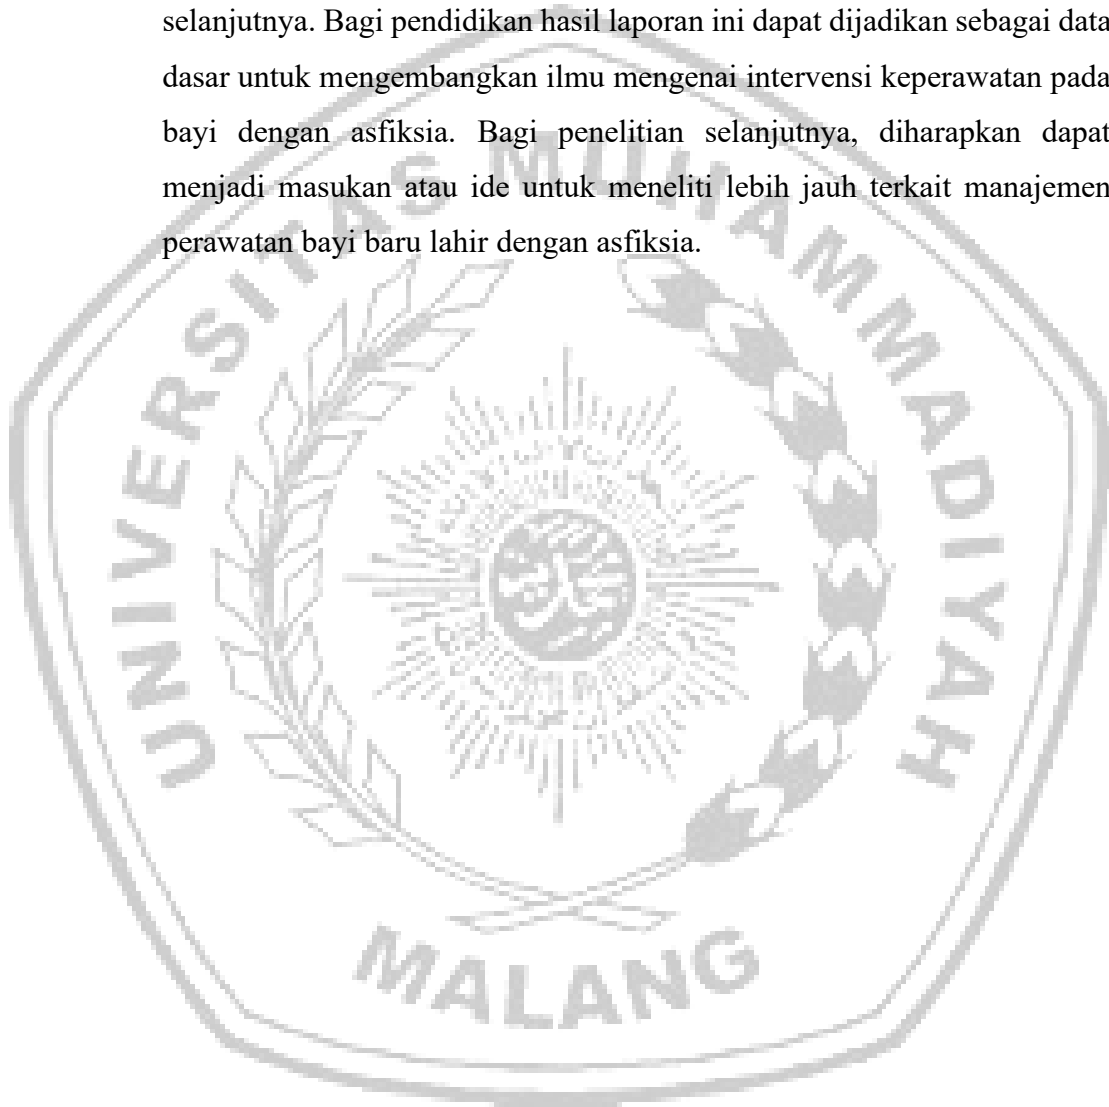 selanjutnya. Bagi pendidikan hasil laporan ini dapat dijadikan sebagai data
dasar untuk mengembangkan ilmu mengenai intervensi keperawatan pada
bayi dengan asfiksia. Bagi penelitian selanjutnya, diharapkan dapat
menjadi masukan atau ide untuk meneliti lebih jauh terkait manajemen
perawatan bayi baru lahir dengan asfiksia.
UNIVERSITAS MUHAMMADIYAH
MALANG